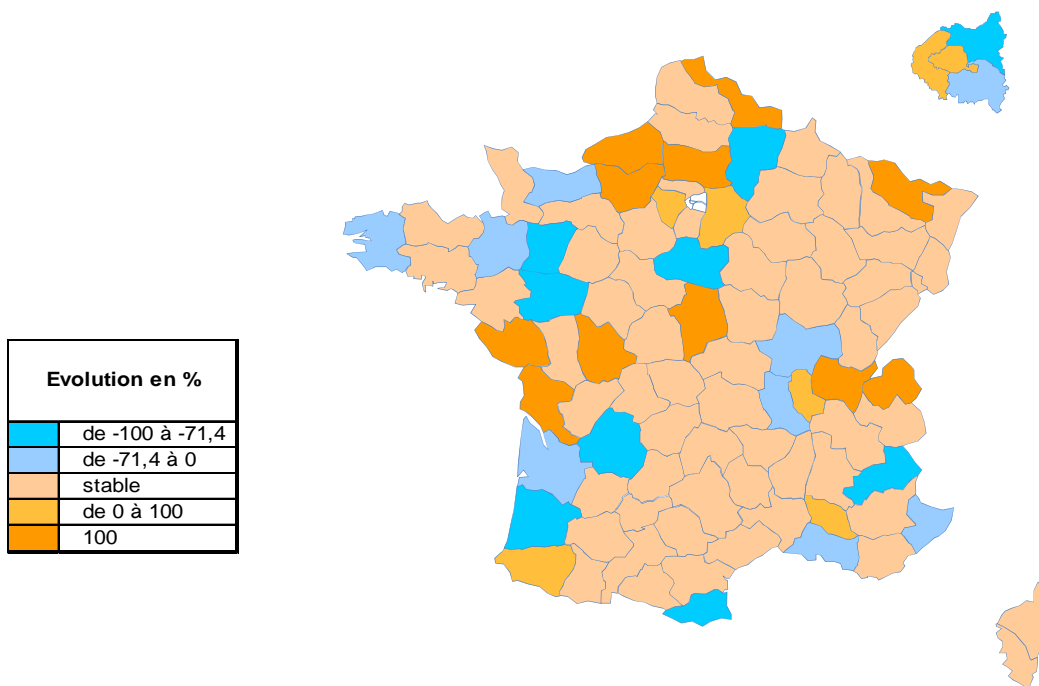 Evolution en %
de -100 à -71,4
de -71,4 à 0
stable
de 0 à 100
100